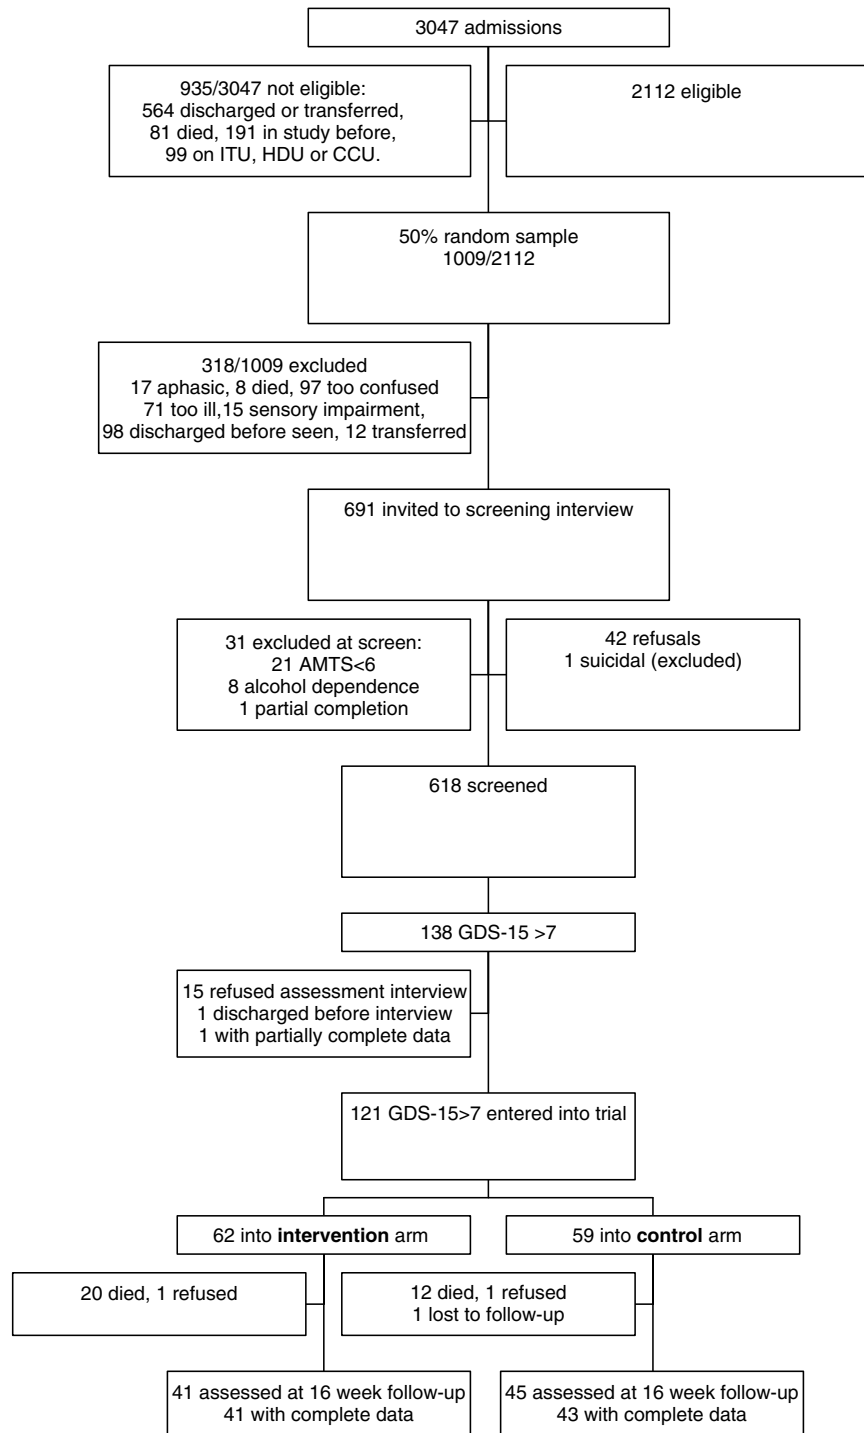 3047 admissions
935/3047 not eligible:
564 discharged or transferred,
81 died, 191 in study before,
99 on ITU, HDU or CCU.
2112 eligible
50% random sample
1009/2112
318/1009 excluded
17 aphasic, 8 died, 97 too confused
71 too ill,15 sensory impairment,
98 discharged before seen, 12 transferred
691 invited to screening interview
31 excluded at screen:
21 AMTS<6
8 alcohol dependence
1 partial completion
42 refusals
1 suicidal (excluded)
618 screened
138 GDS-15 >7
15 refused assessment interview
1 discharged before interview
1 with partially complete data
121 GDS-15>7 entered into trial
62 into intervention arm
59 into control arm
20 died, 1 refused
12 died, 1 refused
1 lost to follow-up
41 assessed at 16 week follow-up
41 with complete data
45 assessed at 16 week follow-up
43 with complete data